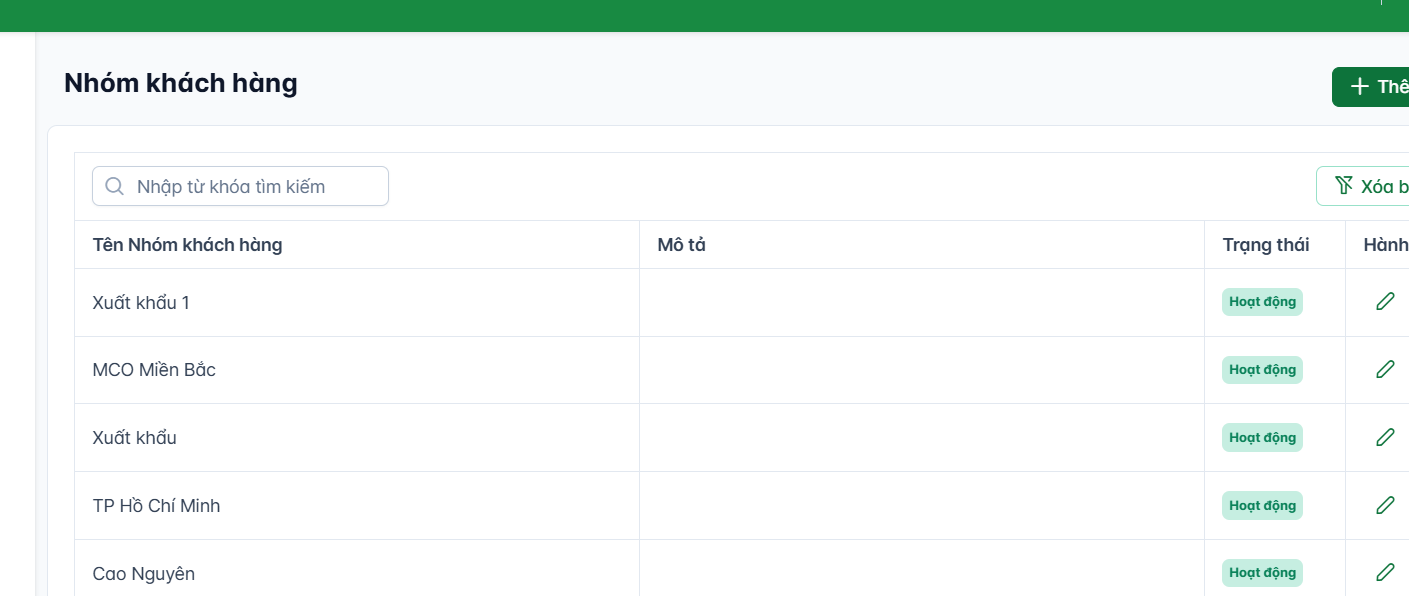 Nhóm khách hàng
Nhập từ khóa tìm kiếm
Tên Nhóm khách hàng Mô tả Trạng thái Hành
Xuất khẩu 1 Hoạt động
MCO Miền Bắc Hoạt động
Xuất khẩu Hoạt động
TP Hồ Chí Minh Hoạt động
Cao Nguyên Hoạt động